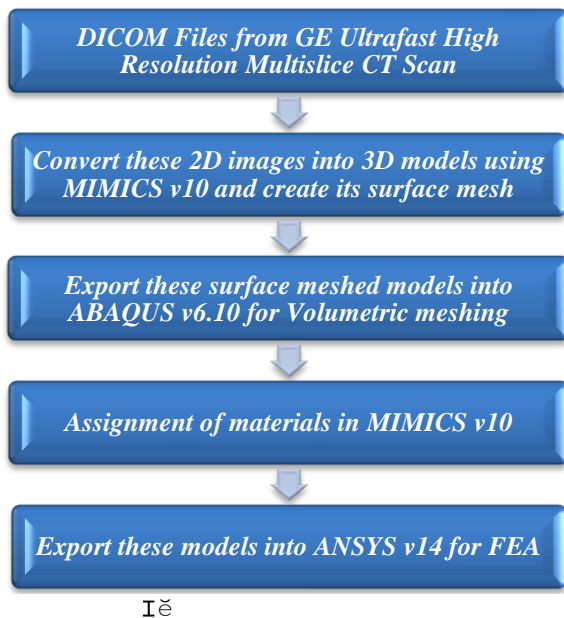 DICOM Files from GE Ultrafast High
Resolution Multislice CT Scan
Convert these 2D images into 3D models using
MIMICS v10 and create its surface mesh
Export these surface meshed models into
ABAQUS v6.10 for Volumetric meshing
Assignment of materials in MIMICS v10
Export these models into ANSYS v14 for FEA
Iĕ